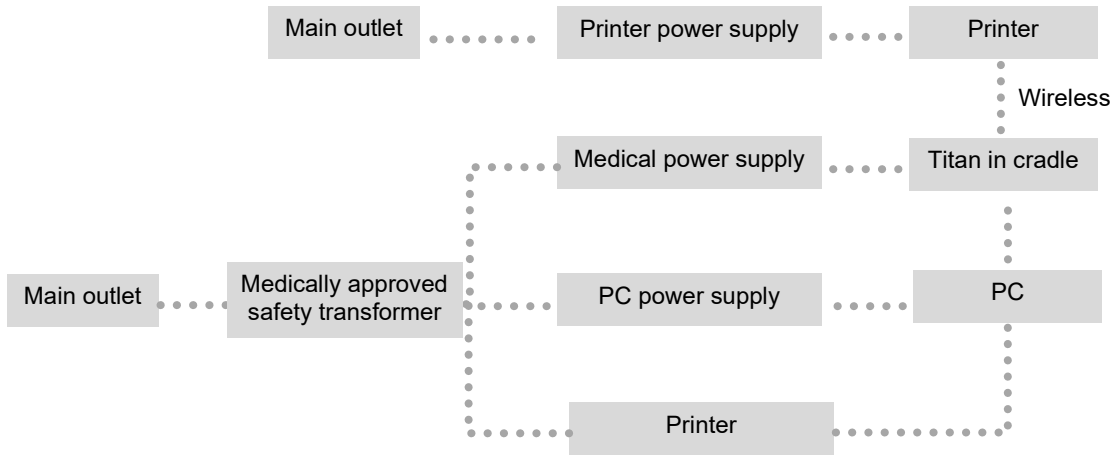 Main outlet
Printer power supply
Printer
Wireless
Medical power supply
Titan in cradle
Main outlet
Medically approved
safety transformer
PC power supply
PC
Printer